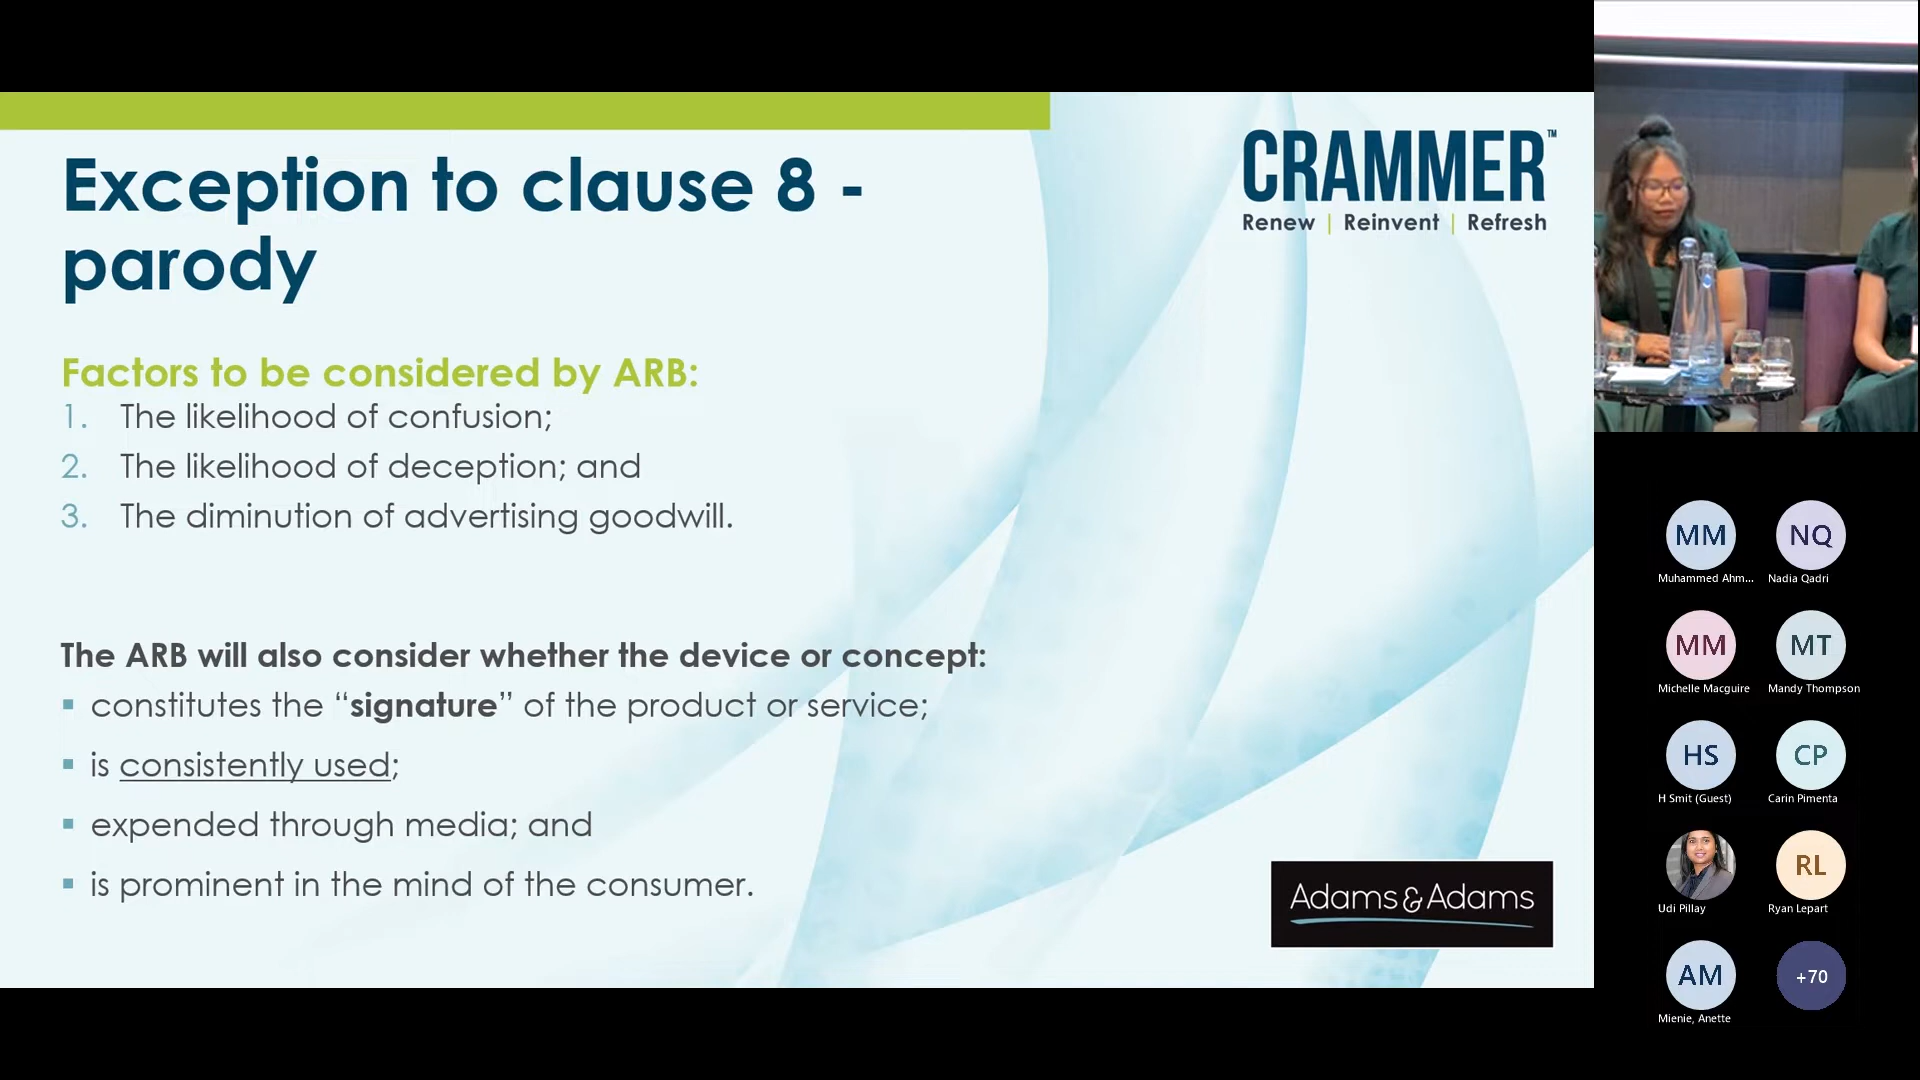 Exception to clause 8 -
parody
CRAMMER™
Renew | Reinvent | Refresh
Factors to be considered by ARB:
1. The likelihood of confusion;
2. The likelihood of deception; and
3. The diminution of advertising goodwill.
The ARB will also consider whether the device or concept:
▪ constitutes the “signature” of the product or service;
▪ is consistently used;
▪ expended through media; and
▪ is prominent in the mind of the consumer.
Adams&Adams
MM NQ
Muhammed Ahm... Nadia Qadri
MM MT
Michelle Macguire Mandy Thompson
HS CP
H Smit (Guest) Carin Pimenta
RL
Udi Pillay Ryan Lepart
AM +70
Mienie, Anette